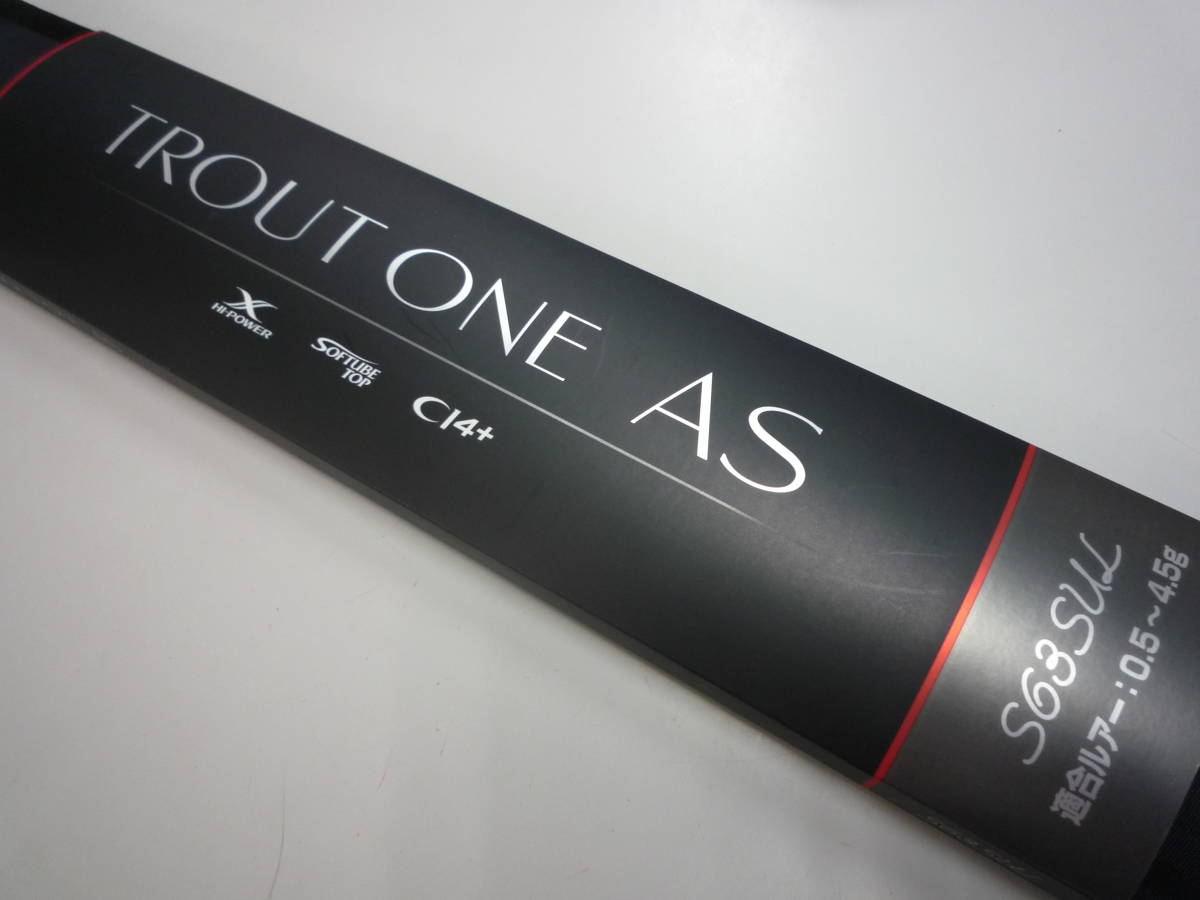 TROUT ONE AS
X
HI-POWER
SOFTUBE
TOP
CI4+
S63SUL
適合ルアー：0.5～4.5g